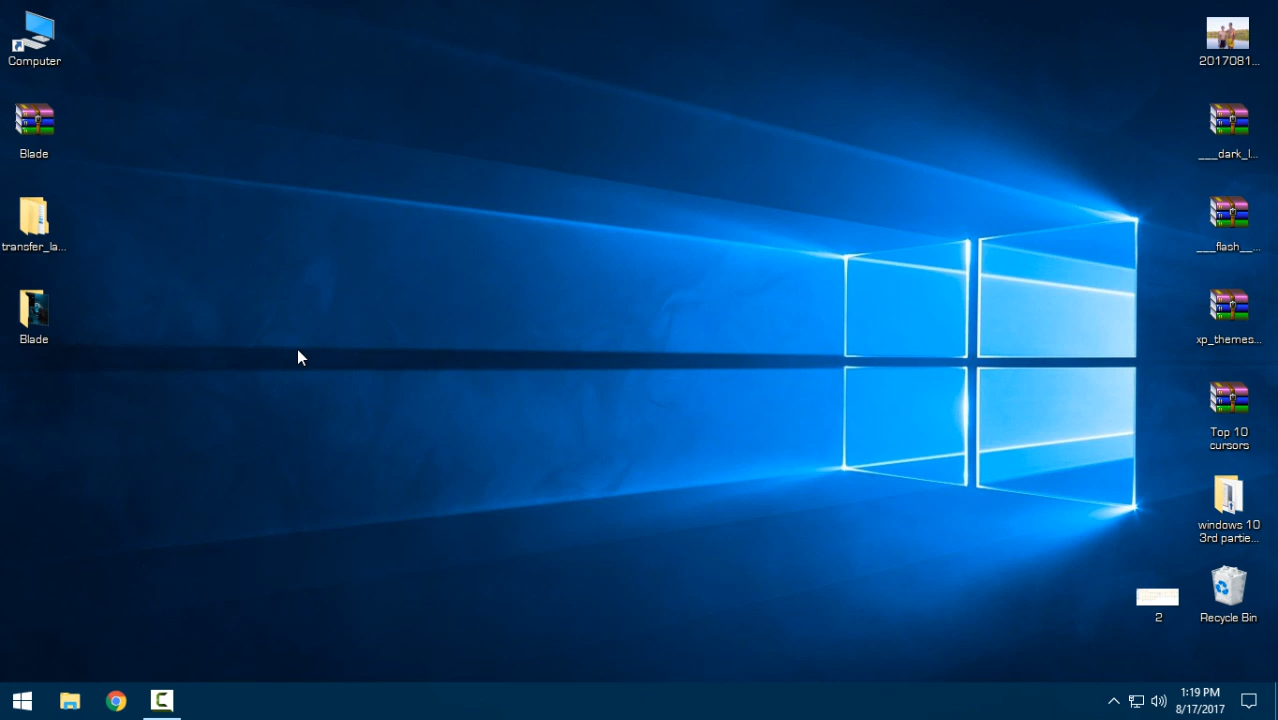 Computer
Blade
transfer_la...
Blade
2017081...
___dark_l...
___flash__...
xp_themes...
Top 10
cursors
windows 10
3rd partie...
2
Recycle Bin
1:19 PM
8/17/2017